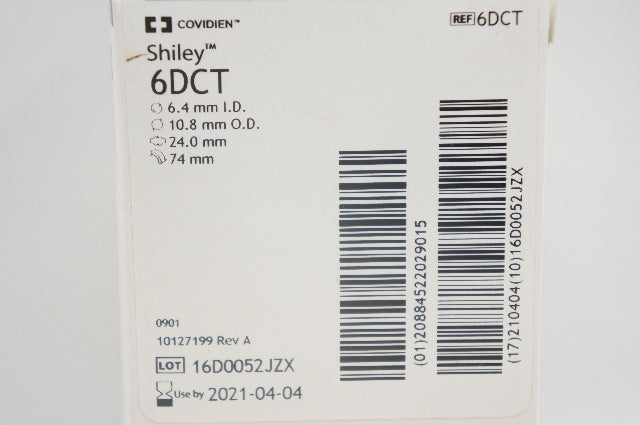 COVIDIEN™
REF 6DCT
Shiley™
6DCT
6.4 mm I.D.
10.8 mm O.D.
24.0 mm
74 mm
(01)20884522029015
(17)210404(10)16D0052JZX
0901
10127199 Rev A
LOT 16D0052JZX
Use by 2021-04-04